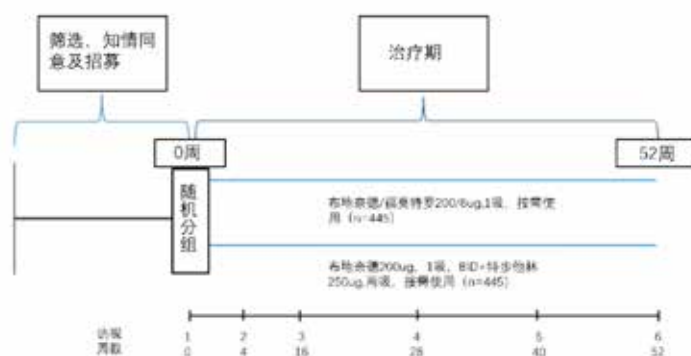 筛选、知情同
意及招募
治疗期
0周
52周
随机分组
布地奈德/福莫特罗200/6ug,1吸，按需使
用（n=445）
布地奈德200ug，1吸，BID+特步他林
250ug,两吸，按需使用（n=445）
访视 1 2 3 4 5 6
周数 0 4 16 28 40 52